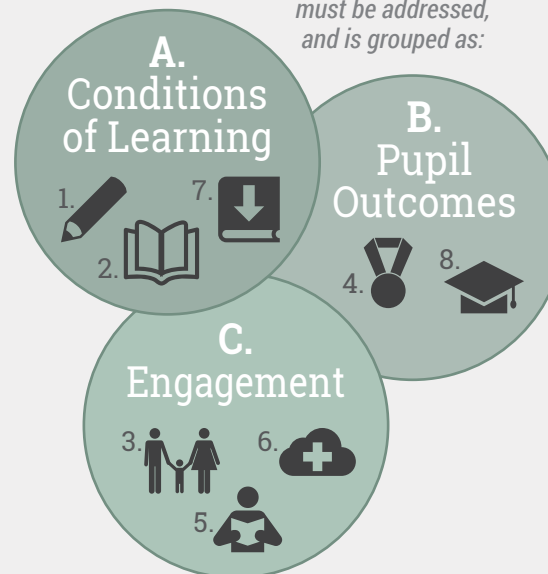 must be addressed,
and is grouped as:
A.
Conditions
of Learning
1.
7.
2.
B.
Pupil
Outcomes
4.
8.
C.
Engagement
3.
6.
5.